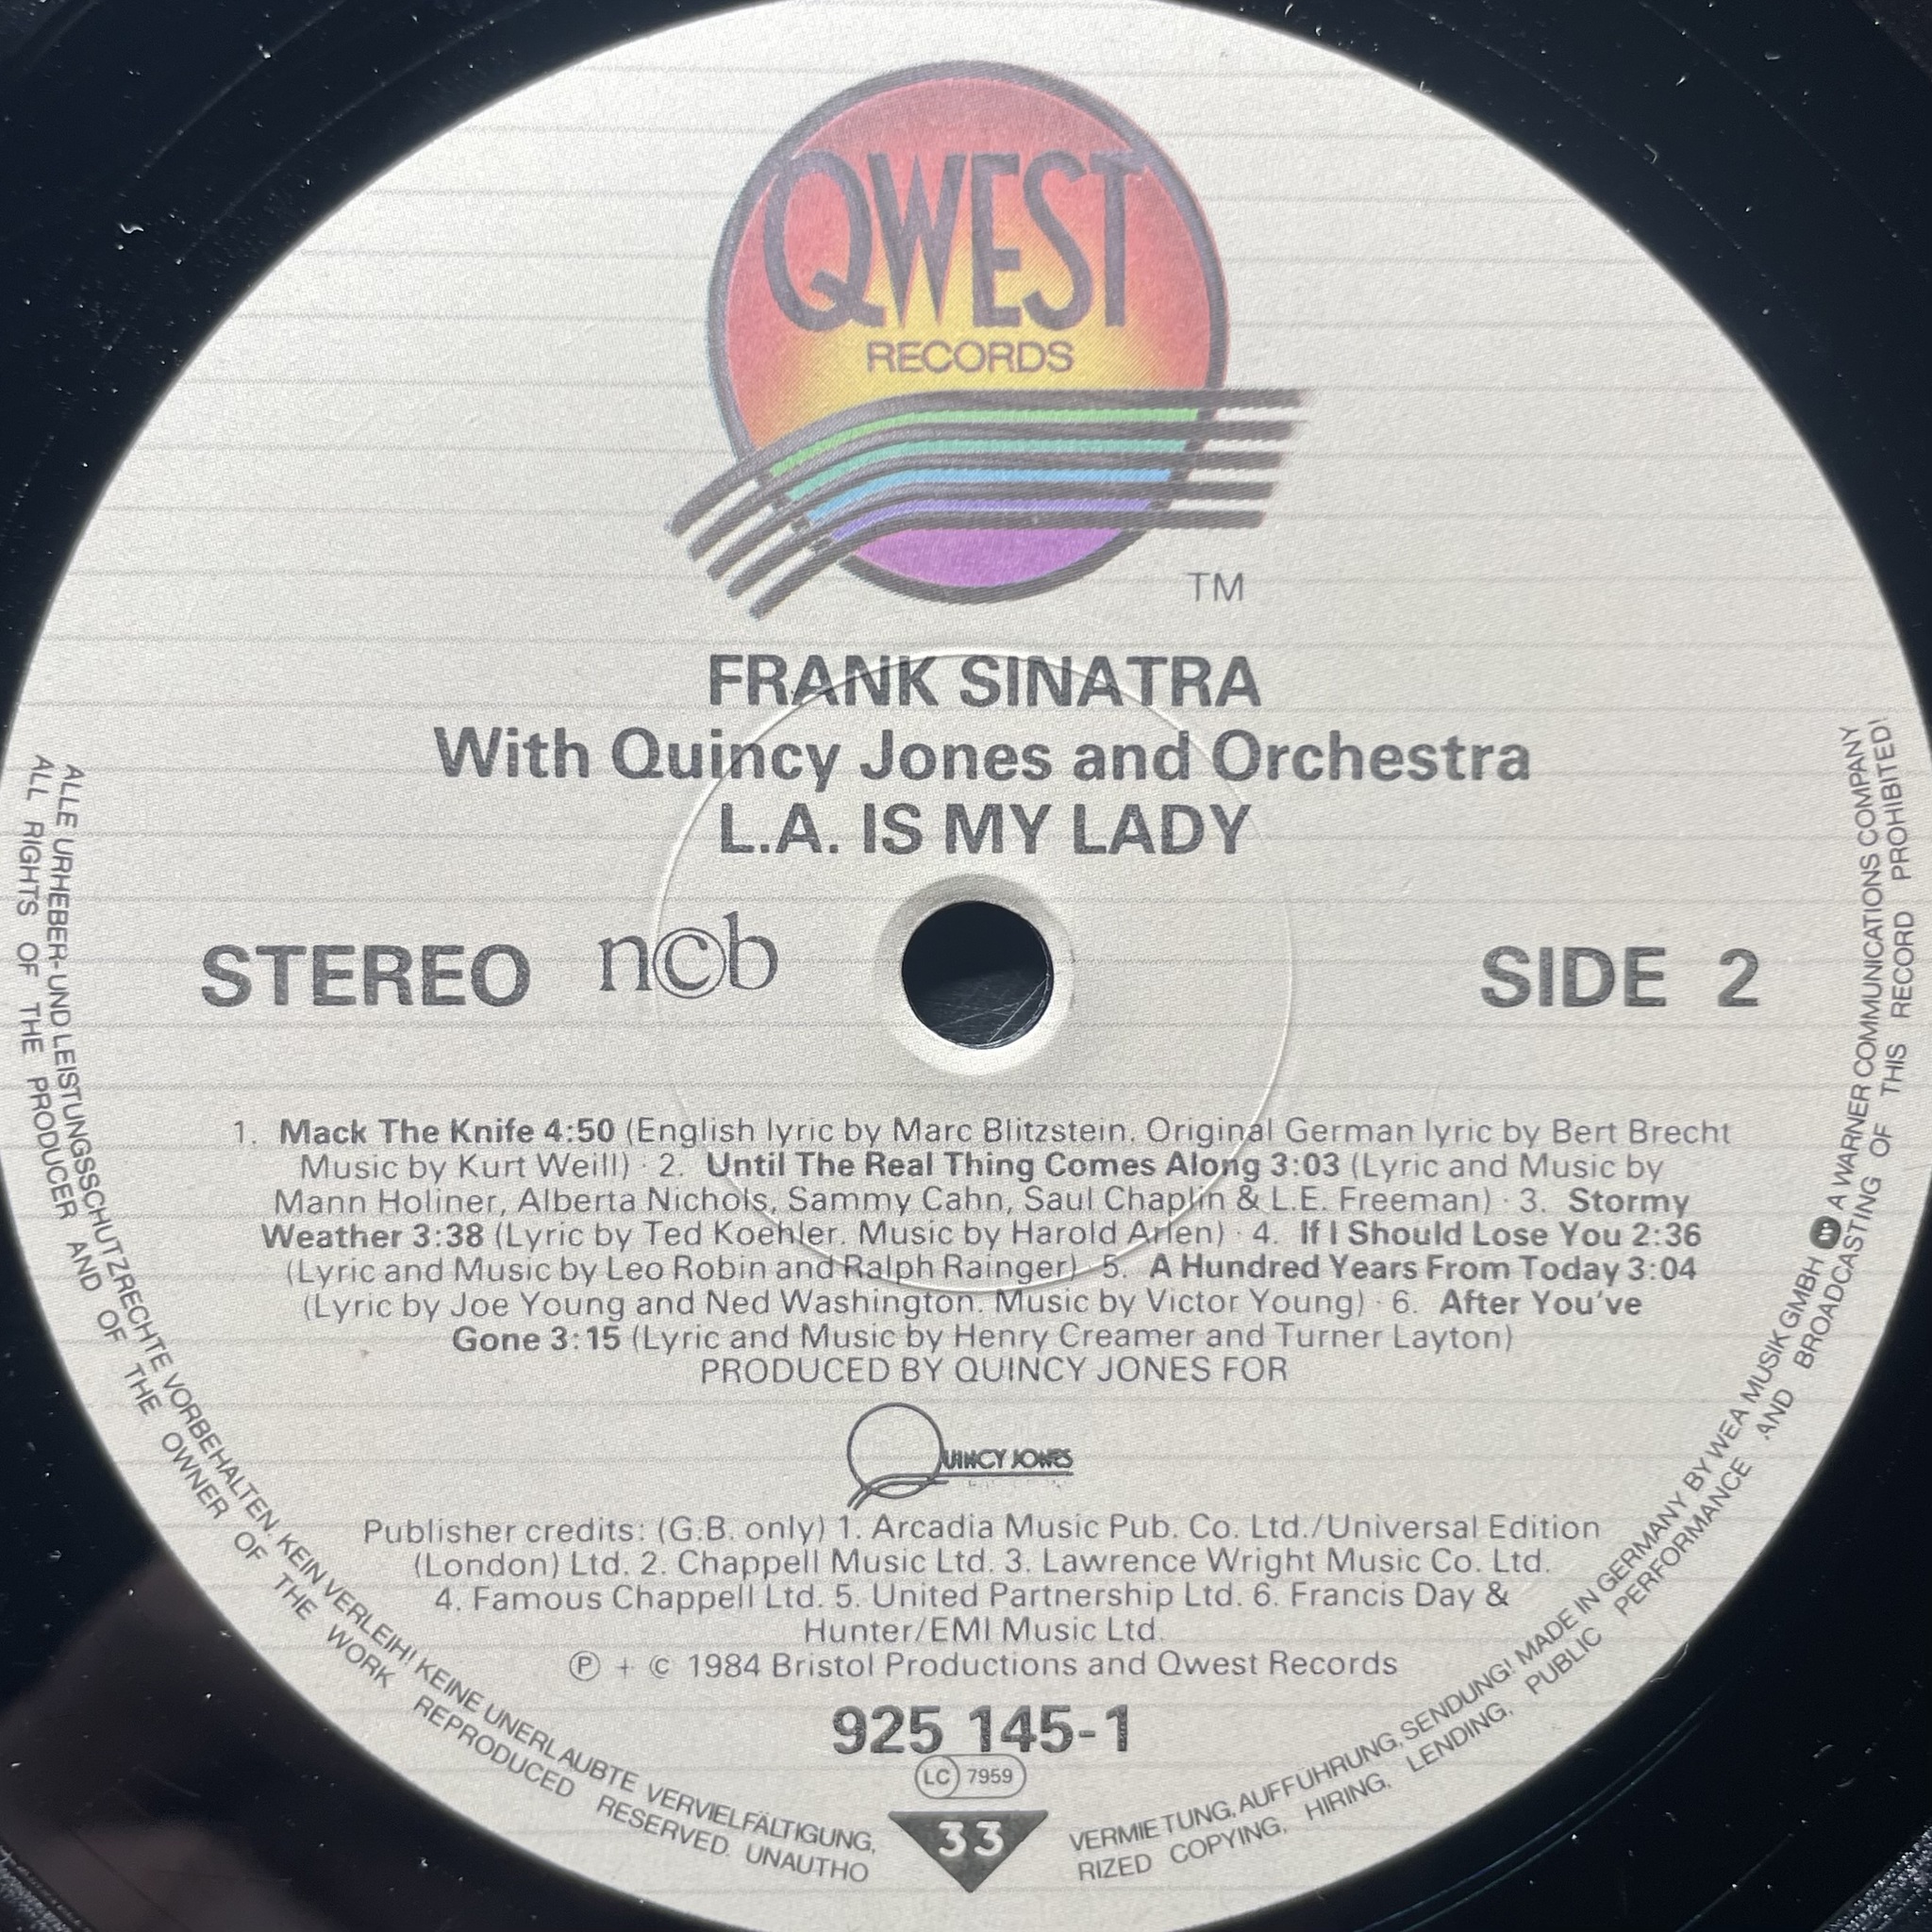 QWEST
RECORDS
TM
FRANK SINATRA
With Quincy Jones and Orchestra
L.A. IS MY LADY
STEREO n©b SIDE 2
1. Mack The Knife 4:50 (English lyric by Marc Blitzstein. Original German lyric by Bert Brecht
Music by Kurt Weill) · 2. Until The Real Thing Comes Along 3:03 (Lyric and Music by
Mann Holiner, Alberta Nichols, Sammy Cahn, Saul Chaplin & L.E. Freeman) · 3. Stormy
Weather 3:38 (Lyric by Ted Koehler. Music by Harold Arlen) · 4. If I Should Lose You 2:36
(Lyric and Music by Leo Robin and Ralph Rainger) · 5. A Hundred Years From Today 3:04
(Lyric by Joe Young and Ned Washington. Music by Victor Young) · 6. After You've
Gone 3:15 (Lyric and Music by Henry Creamer and Turner Layton)
PRODUCED BY QUINCY JONES FOR
QUINCY JONES
Publisher credits: (G.B. only) 1. Arcadia Music Pub. Co. Ltd./Universal Edition
(London) Ltd. 2. Chappell Music Ltd. 3. Lawrence Wright Music Co. Ltd.
4. Famous Chappell Ltd. 5. United Partnership Ltd. 6. Francis Day &
Hunter/EMI Music Ltd.
℗ + © 1984 Bristol Productions and Qwest Records
925 145-1
LC 7959
33
ALLE URHEBER- UND LEISTUNGSSCHUTZRECHTE VORBEHALTEN. KEIN VERLEIH! KEINE UNERLAUBTE VERVIELFÄLTIGUNG, VERMIETUNG, AUFFÜHRUNG, SENDUNG! MADE IN GERMANY BY WEA MUSIK GMBH A WARNER COMMUNICATIONS COMPANY
ALL RIGHTS OF THE PRODUCER AND OF THE OWNER OF THE WORK REPRODUCED RESERVED. UNAUTHORIZED COPYING, HIRING, LENDING, PUBLIC PERFORMANCE AND BROADCASTING OF THIS RECORD PROHIBITED!